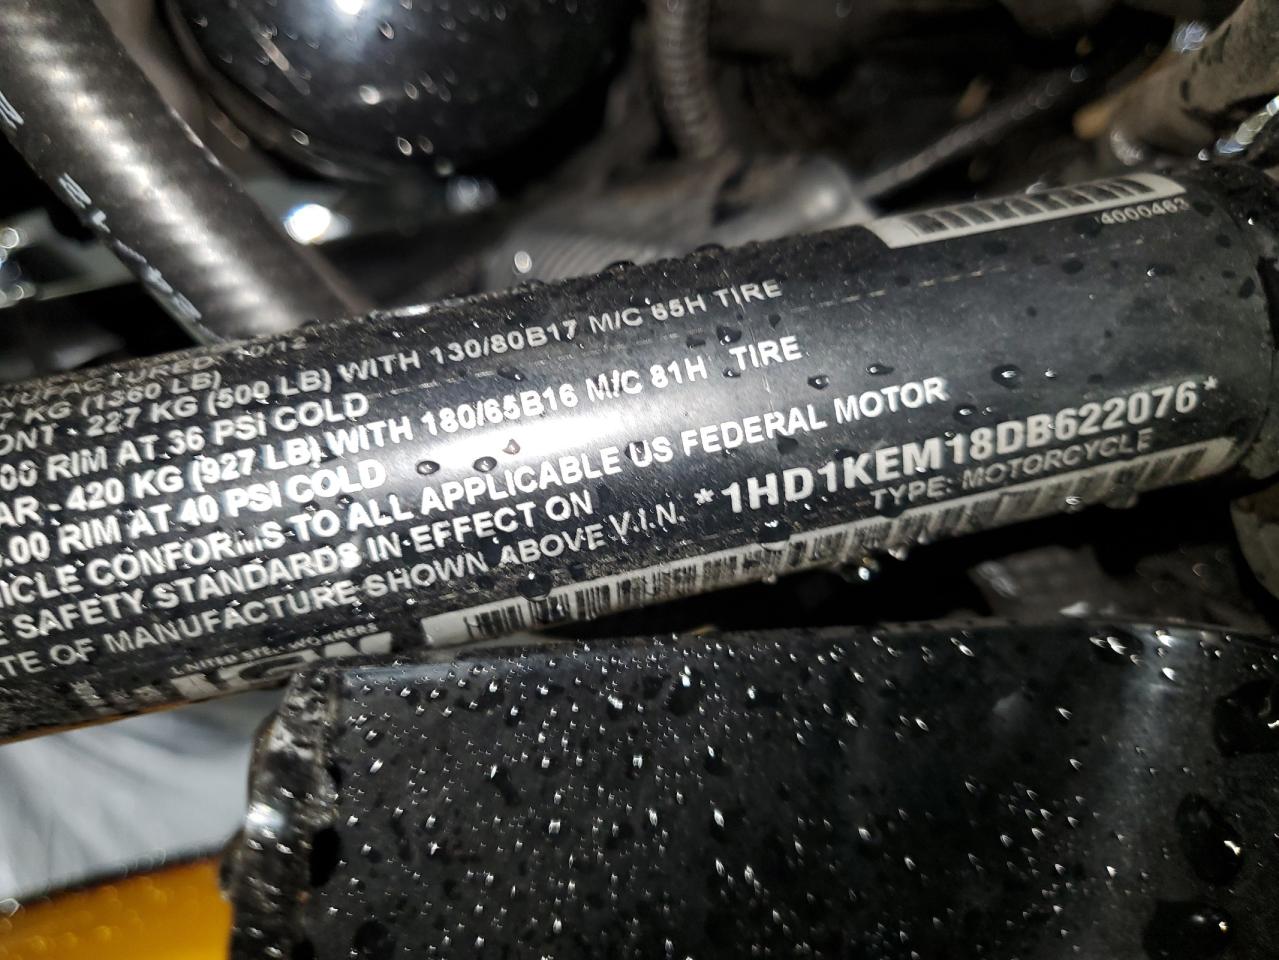 4000463
NUFACTURED: 10/12
7 KG (1360 LB)
ONT - 227 KG (500 LB) WITH 130/80B17 M/C 65H TIRE
00 RIM AT 36 PSI COLD
AR - 420 KG (927 LB) WITH 180/65B16 M/C 81H TIRE
.00 RIM AT 40 PSI COLD
HICLE CONFORMS TO ALL APPLICABLE US FEDERAL MOTOR
E SAFETY STANDARDS IN EFFECT ON
TE OF MANUFACTURE SHOWN ABOVE V.I.N. *1HD1KEM18DB622076*
TYPE: MOTORCYCLE
UNITED STEELWORKERS